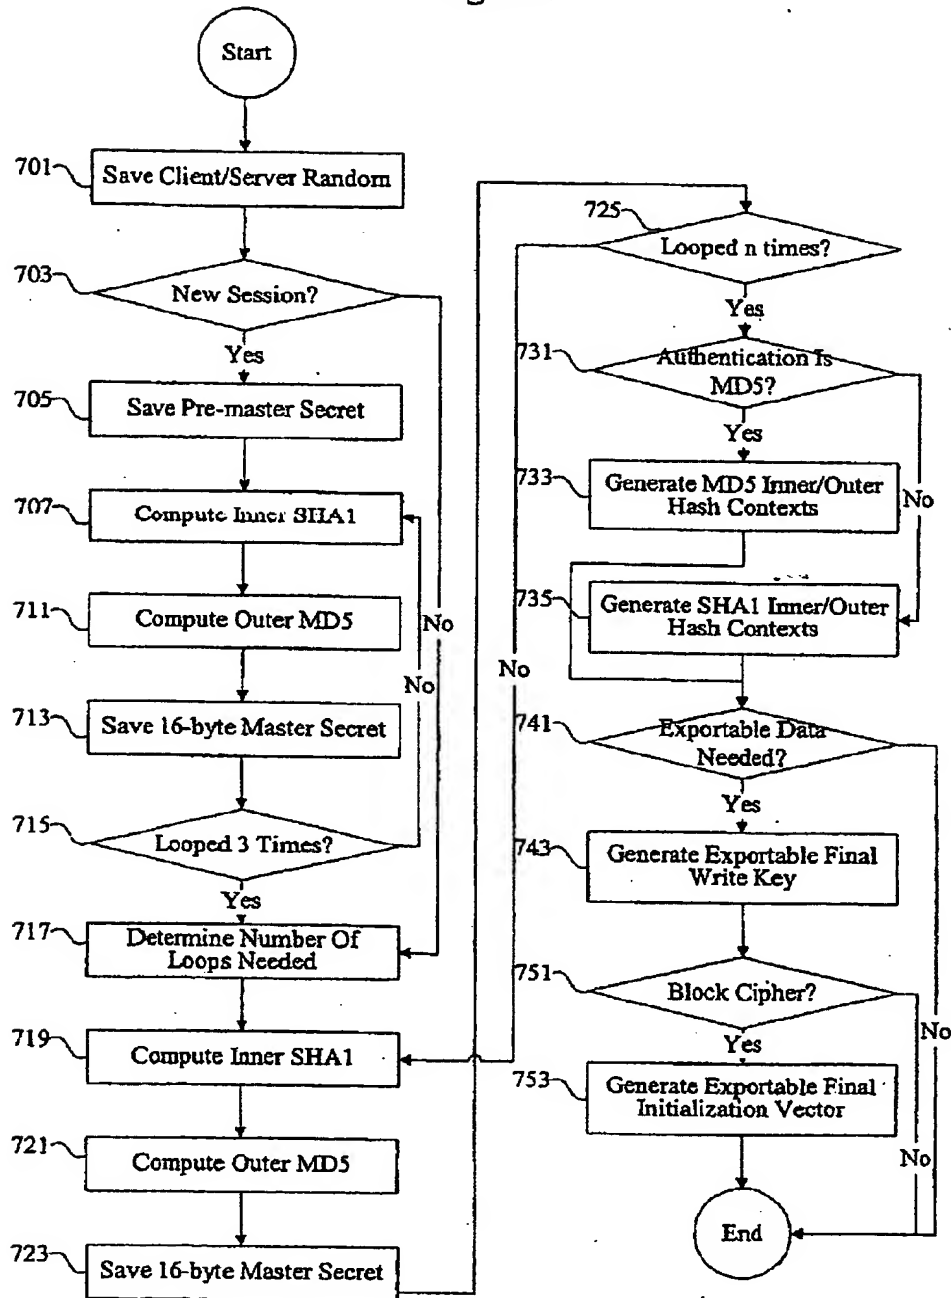 Start
701
Save Client/Server Random
703
New Session?
Yes
705
Save Pre-master Secret
707
Compute Inner SHA1
711
Compute Outer MD5
No
No
713
Save 16-byte Master Secret
715
Looped 3 Times?
Yes
717
Determine Number Of
Loops Needed
719
Compute Inner SHA1
721
Compute Outer MD5
723
Save 16-byte Master Secret
725
Looped n times?
Yes
731
Authentication Is
MD5?
Yes
733
Generate MD5 Inner/Outer
Hash Contexts
No
735
Generate SHA1 Inner/Outer
Hash Contexts
No
741
Exportable Data
Needed?
Yes
743
Generate Exportable Final
Write Key
751
Block Cipher?
Yes
No
753
Generate Exportable Final
Initialization Vector
No
End